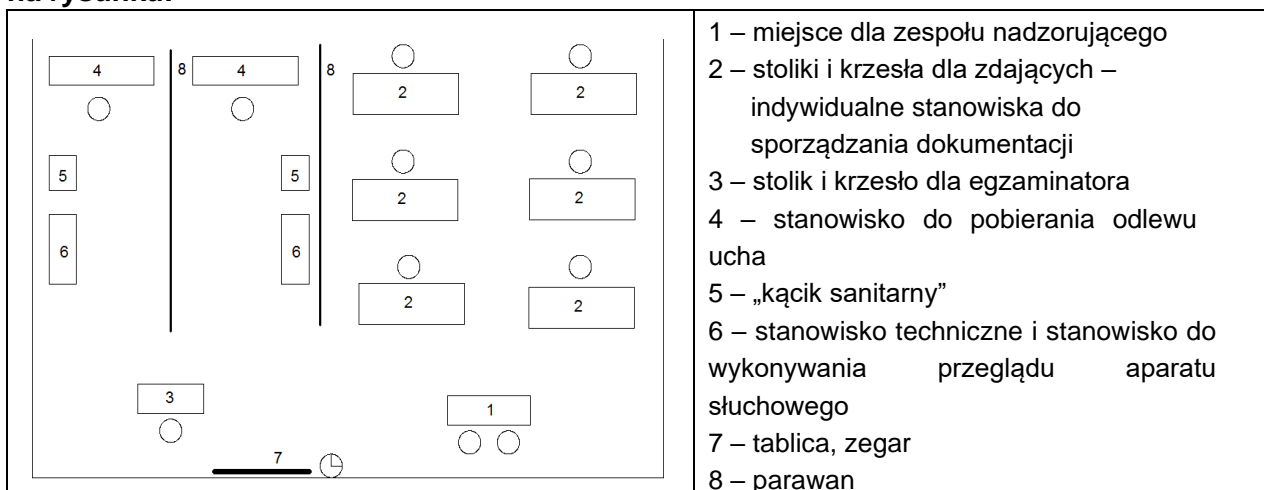 na rysunku.
4
8
4
8
2
2
5
5
2
2
6
6
2
2
3
1
7
1 – miejsce dla zespołu nadzorującego
2 – stoliki i krzesła dla zdających –
indywidualne stanowiska do
sporządzania dokumentacji
3 – stolik i krzesło dla egzaminatora
4 – stanowisko do pobierania odlewu
ucha
5 – „kącik sanitarny”
6 – stanowisko techniczne i stanowisko do
wykonywania przeglądu aparatu
słuchowego
7 – tablica, zegar
8 – parawan